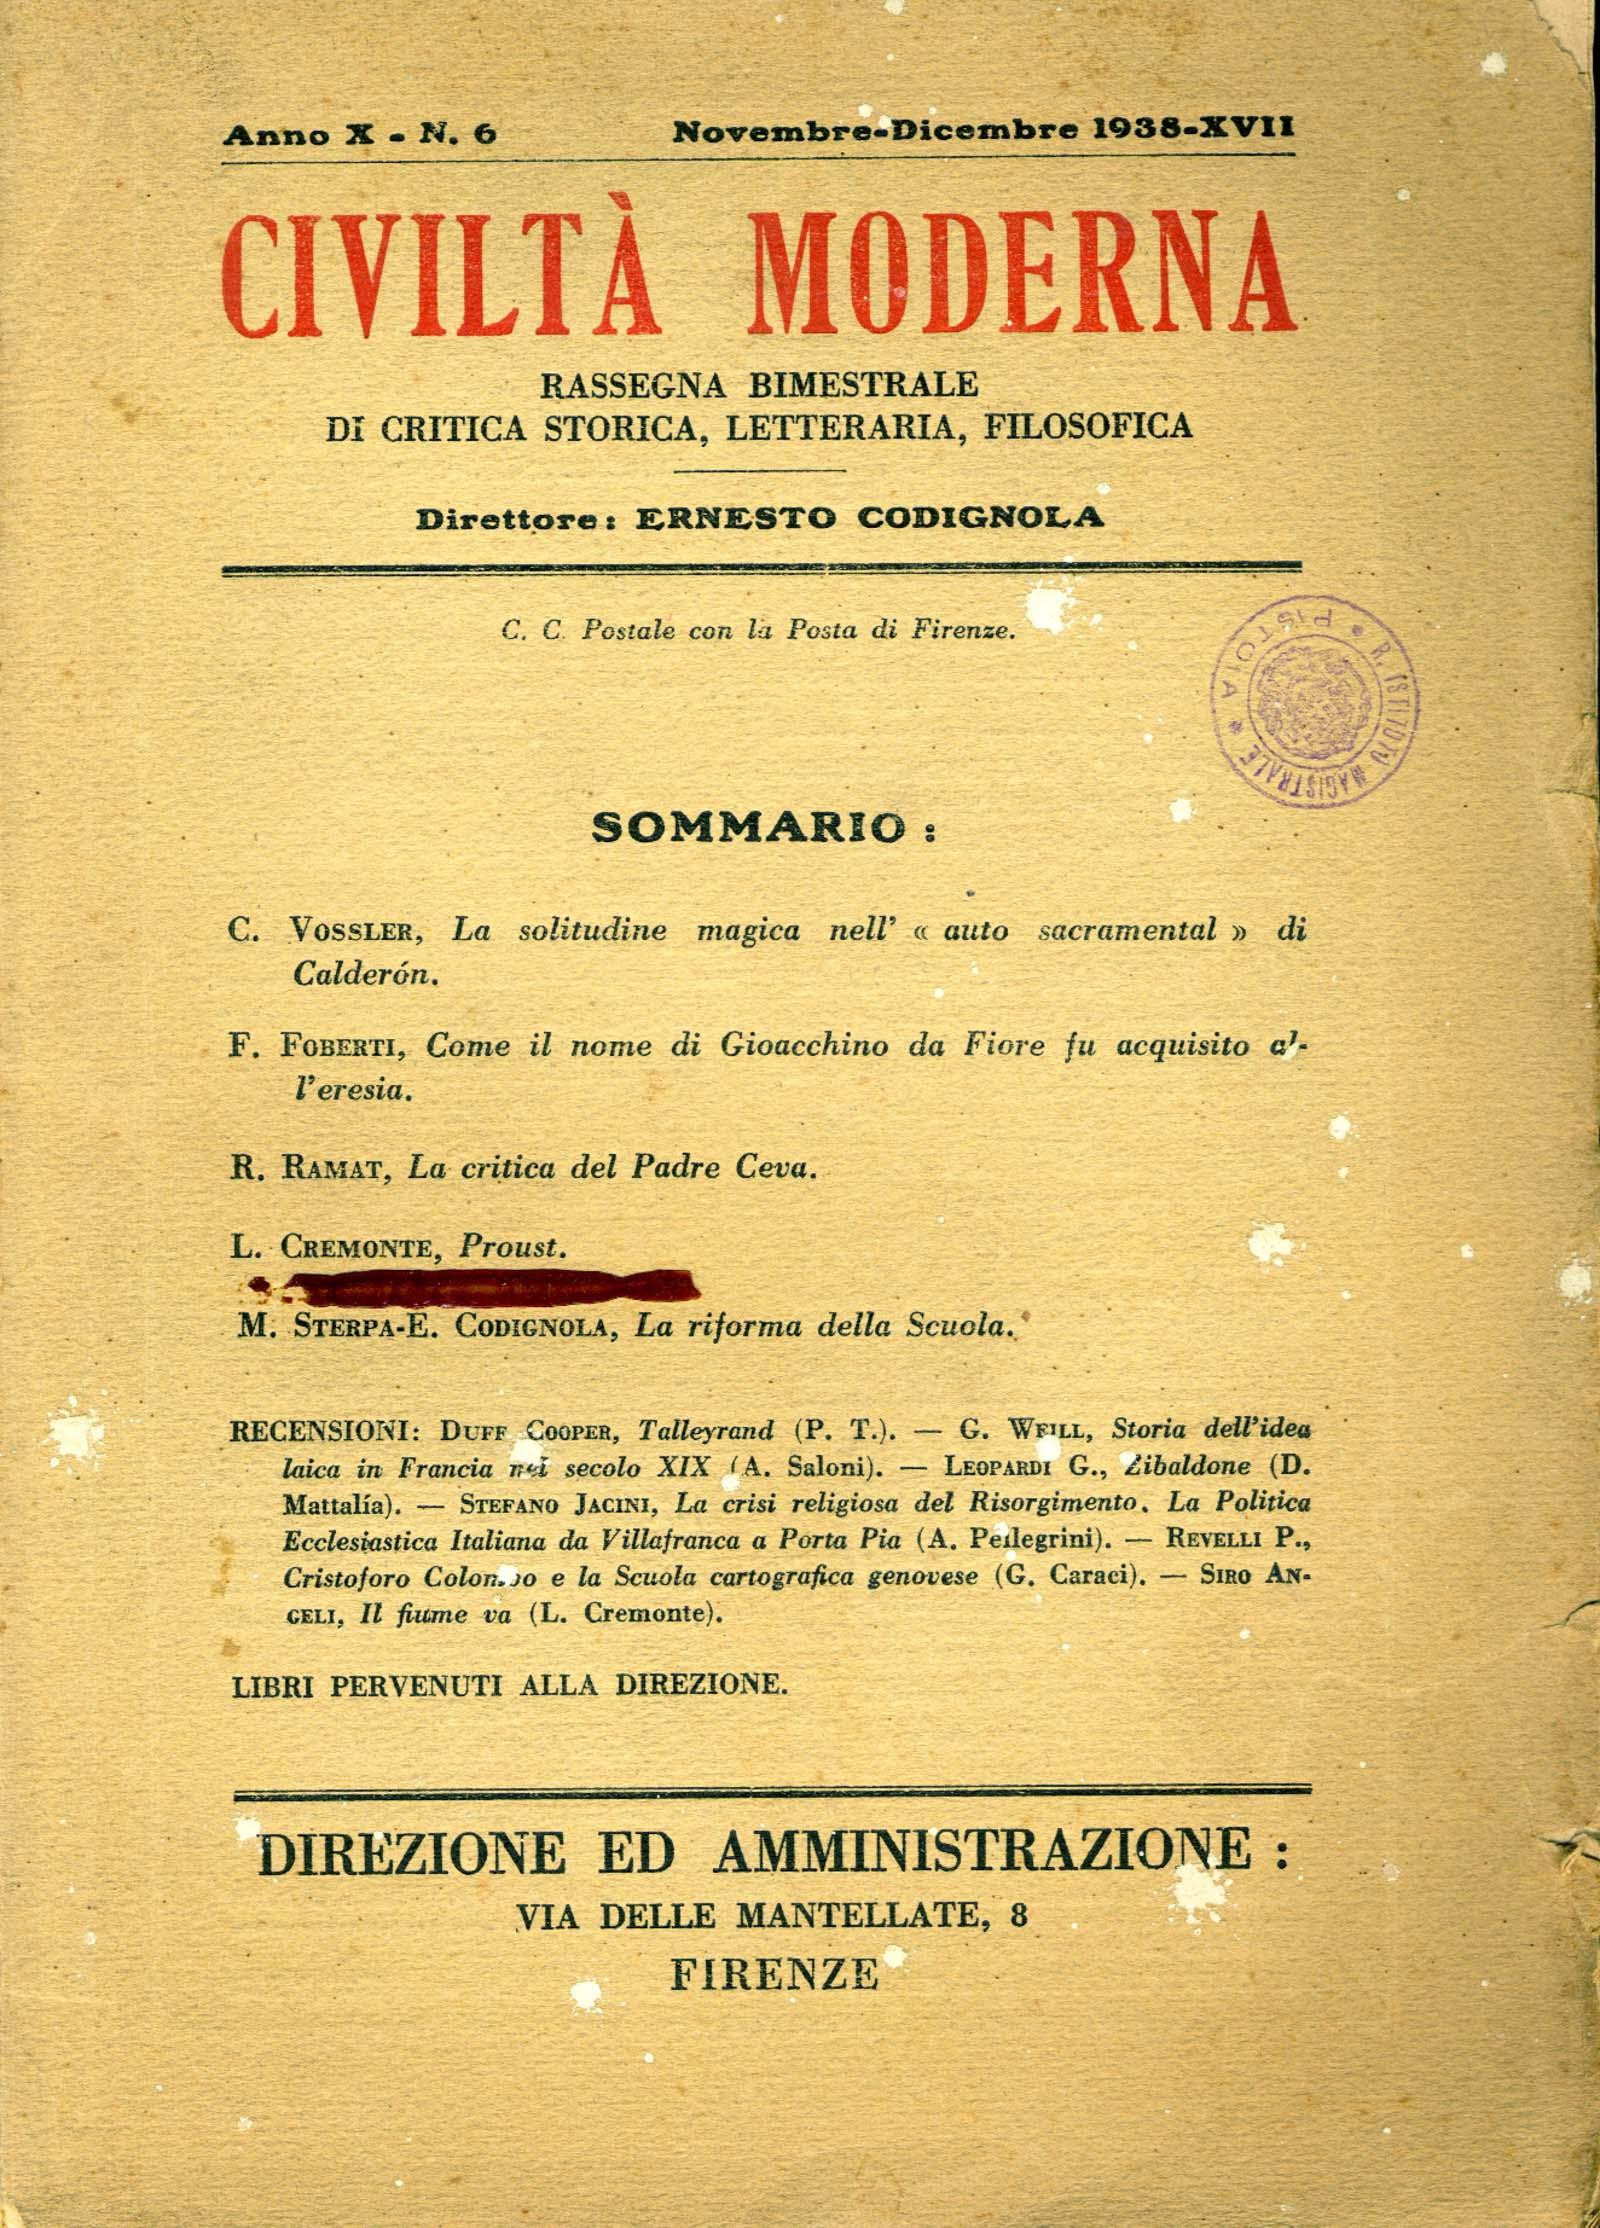 Anno X - N. 6 Novembre-Dicembre 1938-XVII
CIVILTÀ MODERNA
RASSEGNA BIMESTRALE
DI CRITICA STORICA, LETTERARIA, FILOSOFICA
Direttore: ERNESTO CODIGNOLA
C. C. Postale con la Posta di Firenze.
R. ISTITUTO MAGISTRALE * PISTOIA *
SOMMARIO :
C. VOSSLER, La solitudine magica nell' « auto sacramental » di
Calderón.
F. FOBERTI, Come il nome di Gioacchino da Fiore fu acquisito al-
l'eresia.
R. RAMAT, La critica del Padre Ceva.
L. CREMONTE, Proust.
M. STERPA-E. CODIGNOLA, La riforma della Scuola.
RECENSIONI: DUFF COOPER, Talleyrand (P. T.). — G. WEILL, Storia dell'idea
laica in Francia nel secolo XIX (A. Saloni). — LEOPARDI G., Zibaldone (D.
Mattalía). — STEFANO JACINI, La crisi religiosa del Risorgimento. La Politica
Ecclesiastica Italiana da Villafranca a Porta Pia (A. Pellegrini). — REVELLI P.,
Cristoforo Colombo e la Scuola cartografica genovese (G. Caraci). — SIRO AN-
GELI, Il fiume va (L. Cremonte).
LIBRI PERVENUTI ALLA DIREZIONE.
DIREZIONE ED AMMINISTRAZIONE :
VIA DELLE MANTELLATE, 8
FIRENZE